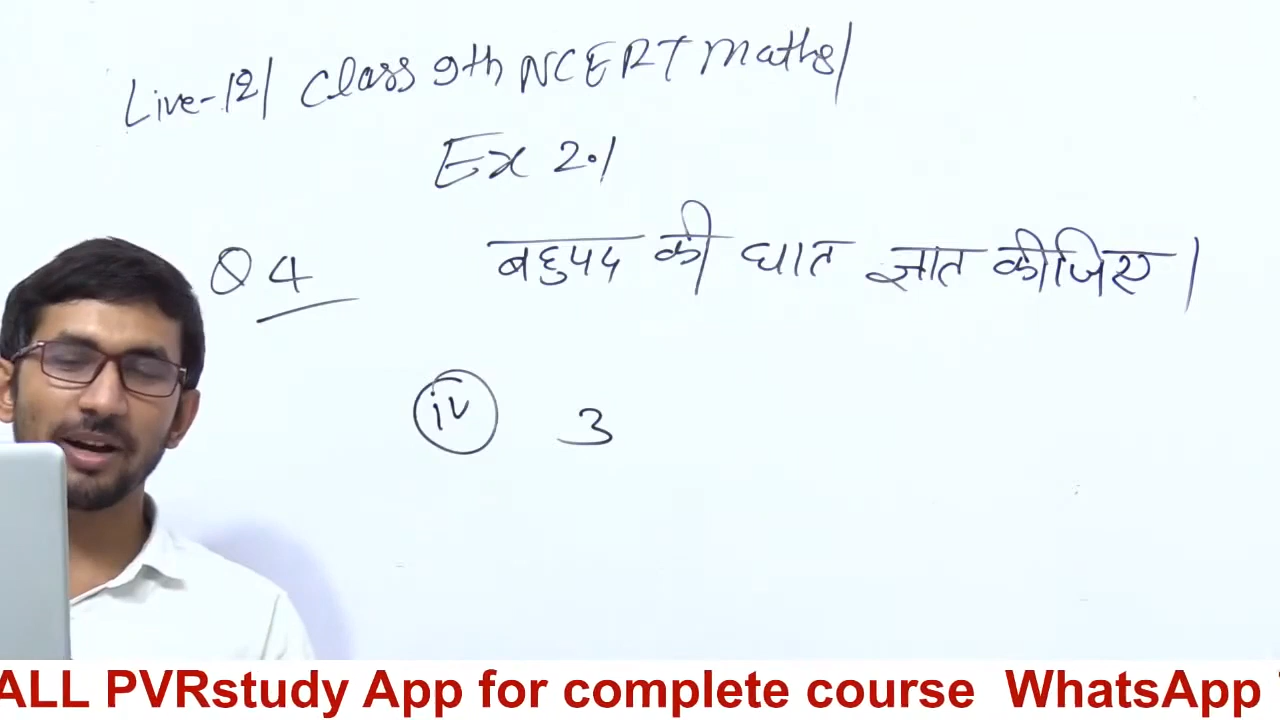 Live-12/ Class 9th NCERT Maths/
Ex 2.1
Q 4 बहुपद की घात ज्ञात कीजिए।
iv 3
ALL PVRstudy App for complete course WhatsApp